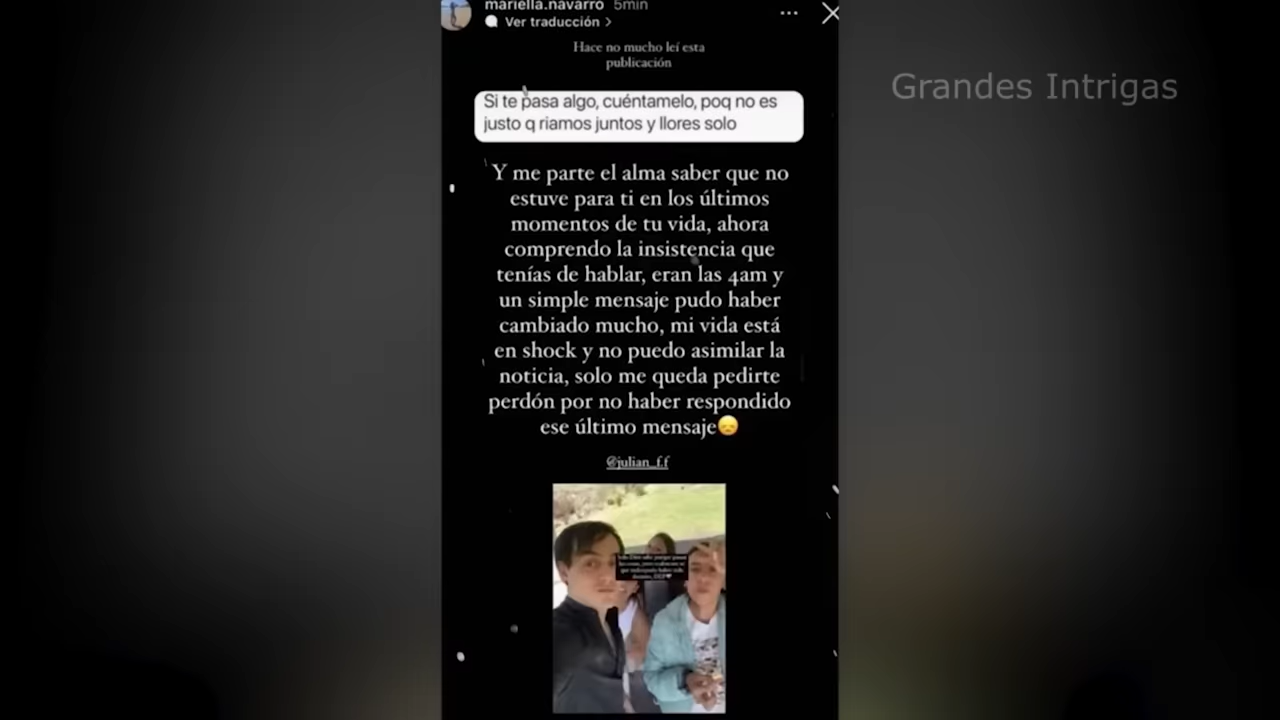 mariella.navarro 5min
Ver traducción >
Hace no mucho leí esta
publicación
Grandes Intrigas
Si te pasa algo, cuéntamelo, poq no es
justo q riamos juntos y llores solo
Y me parte el alma saber que no
estuve para ti en los últimos
momentos de tu vida, ahora
comprendo la insistencia que
tenías de hablar, eran las 4am y
un simple mensaje pudo haber
cambiado mucho, mi vida está
en shock y no puedo asimilar la
noticia, solo me queda pedirte
perdón por no haber respondido
ese último mensaje😞
@julian_f.f